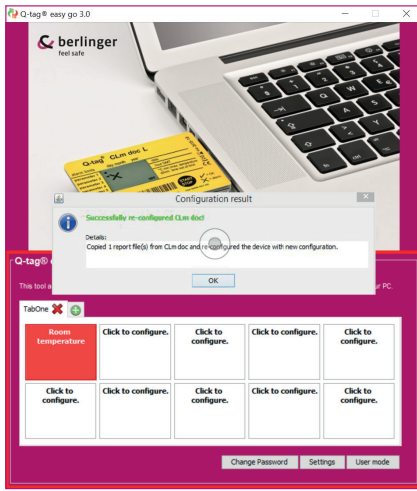 Q-tag® easy go 3.0
berlinger
feel safe
Q-tag® CLm doc L
START
STOP
Configuration result
Successfully re-configured CLm doc!
Details:
Copied 1 report file(s) from CLm doc and re-configured the device with new configuration.
OK
Q-tag®
This tool a
ur PC.
TabOne
Room temperature
Click to configure.
Click to configure.
Click to configure.
Click to configure.
Click to configure.
Click to configure.
Click to configure.
Click to configure.
Click to configure.
Change Password
Settings
User mode